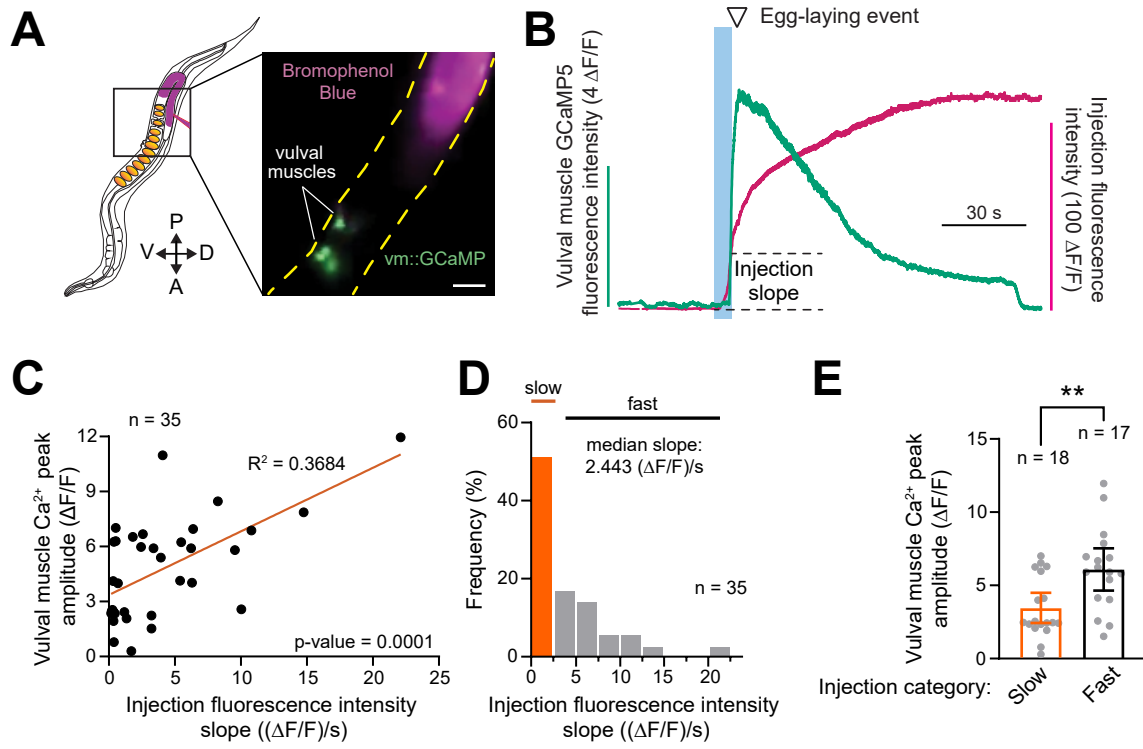 A
Bromophenol
Blue
vulval
muscles
vm::GCaMP
P
V
D
A
B
Egg-laying event
Vulval muscle GCaMP5
fluorescence intensity (4 ΔF/F)
30 s
Injection
slope
Injection fluorescence
intensity (100 ΔF/F)
C
n = 35
R² = 0.3684
p-value = 0.0001
Vulval muscle Ca²⁺ peak
amplitude (ΔF/F)
12
9
6
3
0
0
5
10
15
20
25
Injection fluorescence intensity
slope ((ΔF/F)/s)
D
slow
fast
median slope:
2.443 (ΔF/F)/s
n = 35
Frequency (%)
60
40
20
0
0
5
10
15
20
Injection fluorescence intensity
slope ((ΔF/F)/s)
E
**
n = 17
n = 18
Vulval muscle Ca²⁺ peak
amplitude (ΔF/F)
15
10
5
0
Injection category:
Slow
Fast